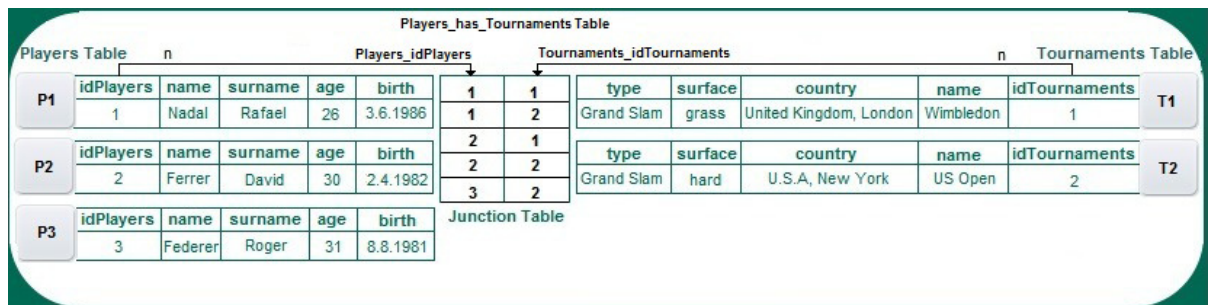 Players_has_Tournaments Table
Players Table n Players_idPlayers Tournaments_idTournaments n Tournaments Table
P1 idPlayers name surname age birth 1 1 type surface country name idTournaments T1
1 Nadal Rafael 26 3.6.1986 1 2 Grand Slam grass United Kingdom, London Wimbledon 1
P2 idPlayers name surname age birth 2 1 type surface country name idTournaments T2
2 Ferrer David 30 2.4.1982 2 2 Grand Slam hard U.S.A, New York US Open 2
3 2
P3 idPlayers name surname age birth Junction Table
3 Federer Roger 31 8.8.1981